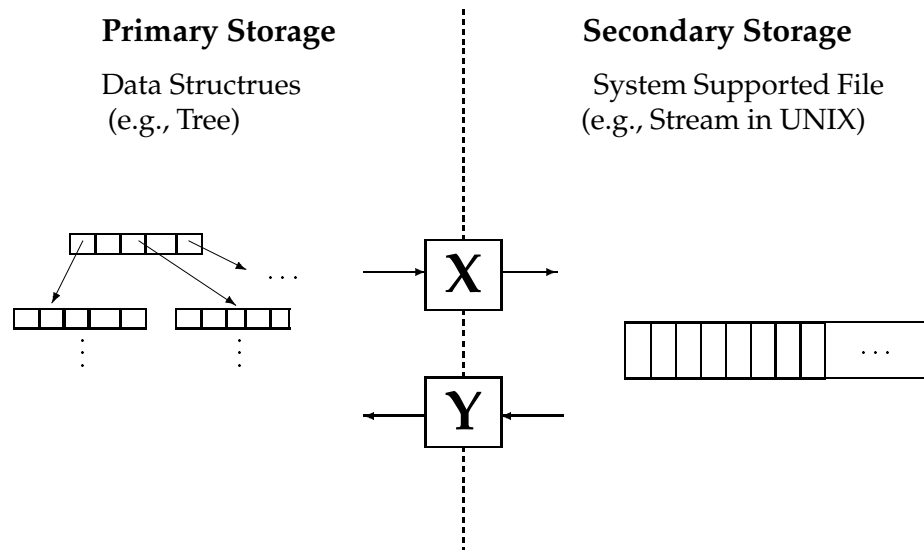 Primary Storage
Data Structrues
(e.g., Tree)
Secondary Storage
System Supported File
(e.g., Stream in UNIX)
. . .
X
Y
. . .